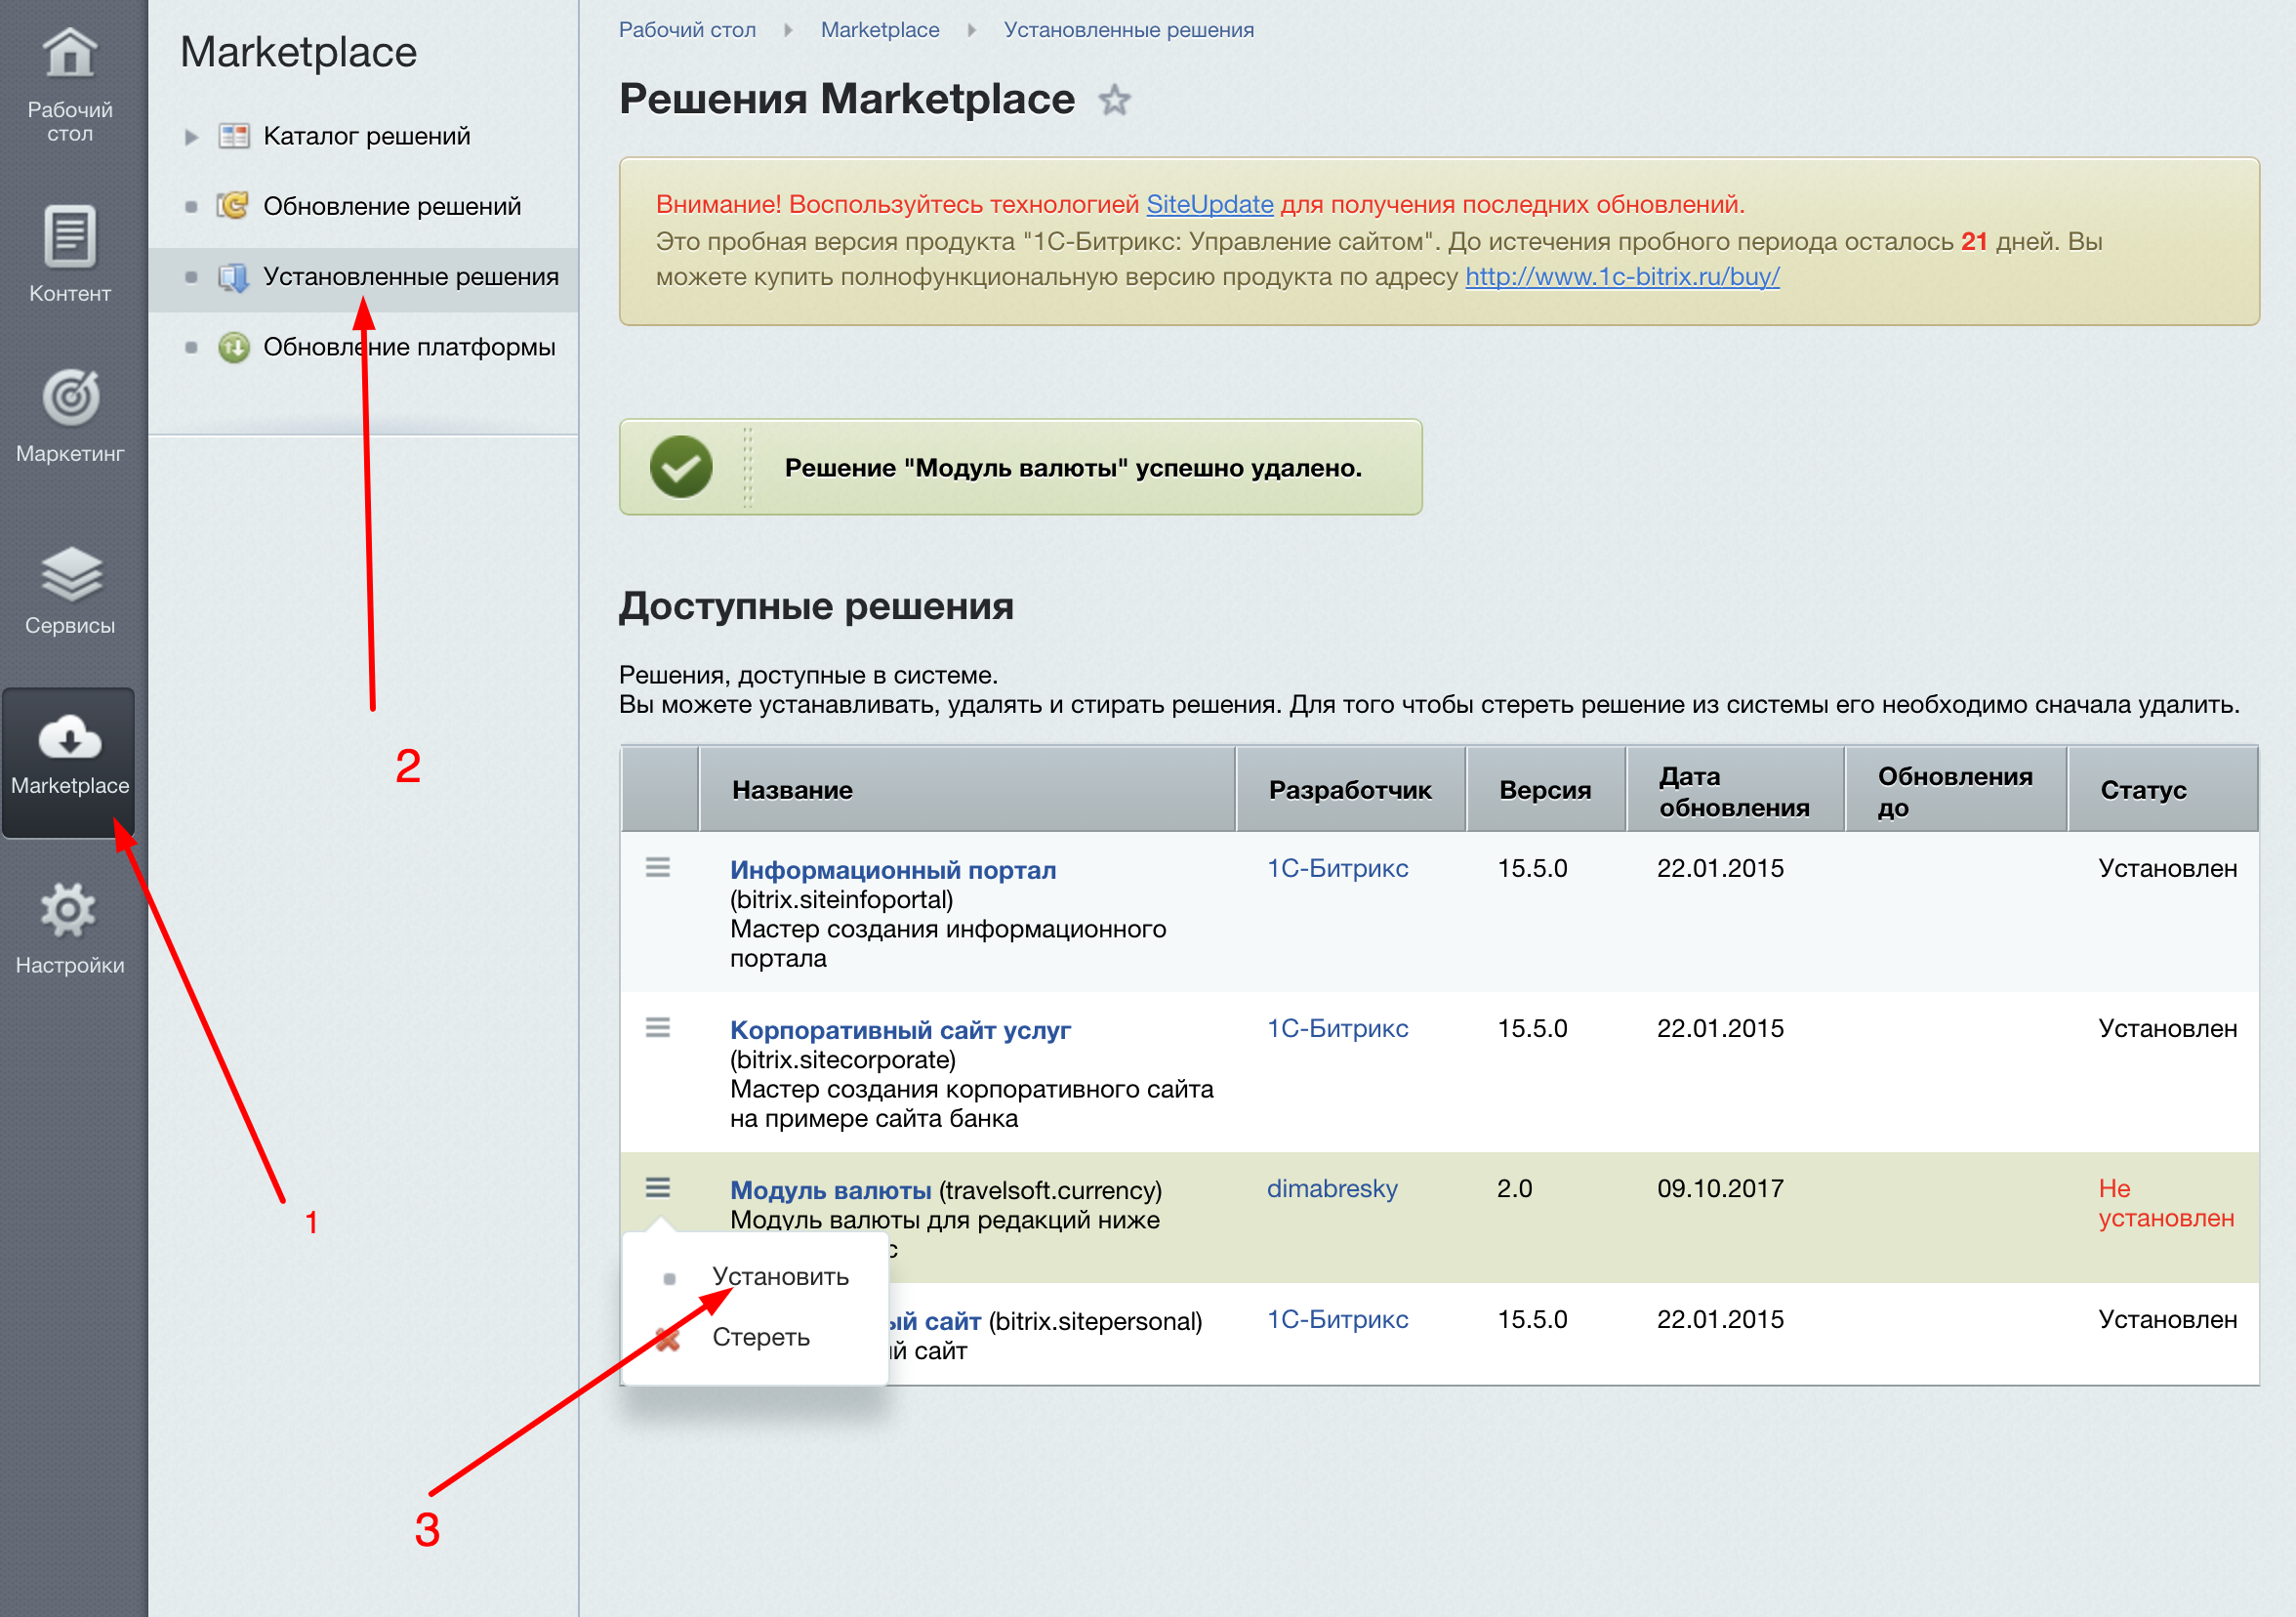 Рабочий
стол
Контент
Маркетинг
Сервисы
Marketplace
Настройки
Marketplace
Каталог решений
Обновление решений
Установленные решения
Обновление платформы
1
2
3
Рабочий стол Marketplace Установленные решения
Решения Marketplace
Внимание! Воспользуйтесь технологией SiteUpdate для получения последних обновлений.
Это пробная версия продукта "1С-Битрикс: Управление сайтом". До истечения пробного периода осталось 21 дней. Вы
можете купить полнофункциональную версию продукта по адресу http://www.1c-bitrix.ru/buy/
Решение "Модуль валюты" успешно удалено.
Доступные решения
Решения, доступные в системе.
Вы можете устанавливать, удалять и стирать решения. Для того чтобы стереть решение из системы его необходимо сначала удалить.
Название Разработчик Версия Дата обновления Обновления до Статус
Информационный портал 1С-Битрикс 15.5.0 22.01.2015 Установлен
(bitrix.siteinfoportal)
Мастер создания информационного
портала
Корпоративный сайт услуг 1С-Битрикс 15.5.0 22.01.2015 Установлен
(bitrix.sitecorporate)
Мастер создания корпоративного сайта
на примере сайта банка
Модуль валюты (travelsoft.currency) dimabresky 2.0 09.10.2017 Не
Модуль валюты для редакций ниже установлен
с
Установить
ый сайт (bitrix.sitepersonal) 1С-Битрикс 15.5.0 22.01.2015 Установлен
Стереть
й сайт